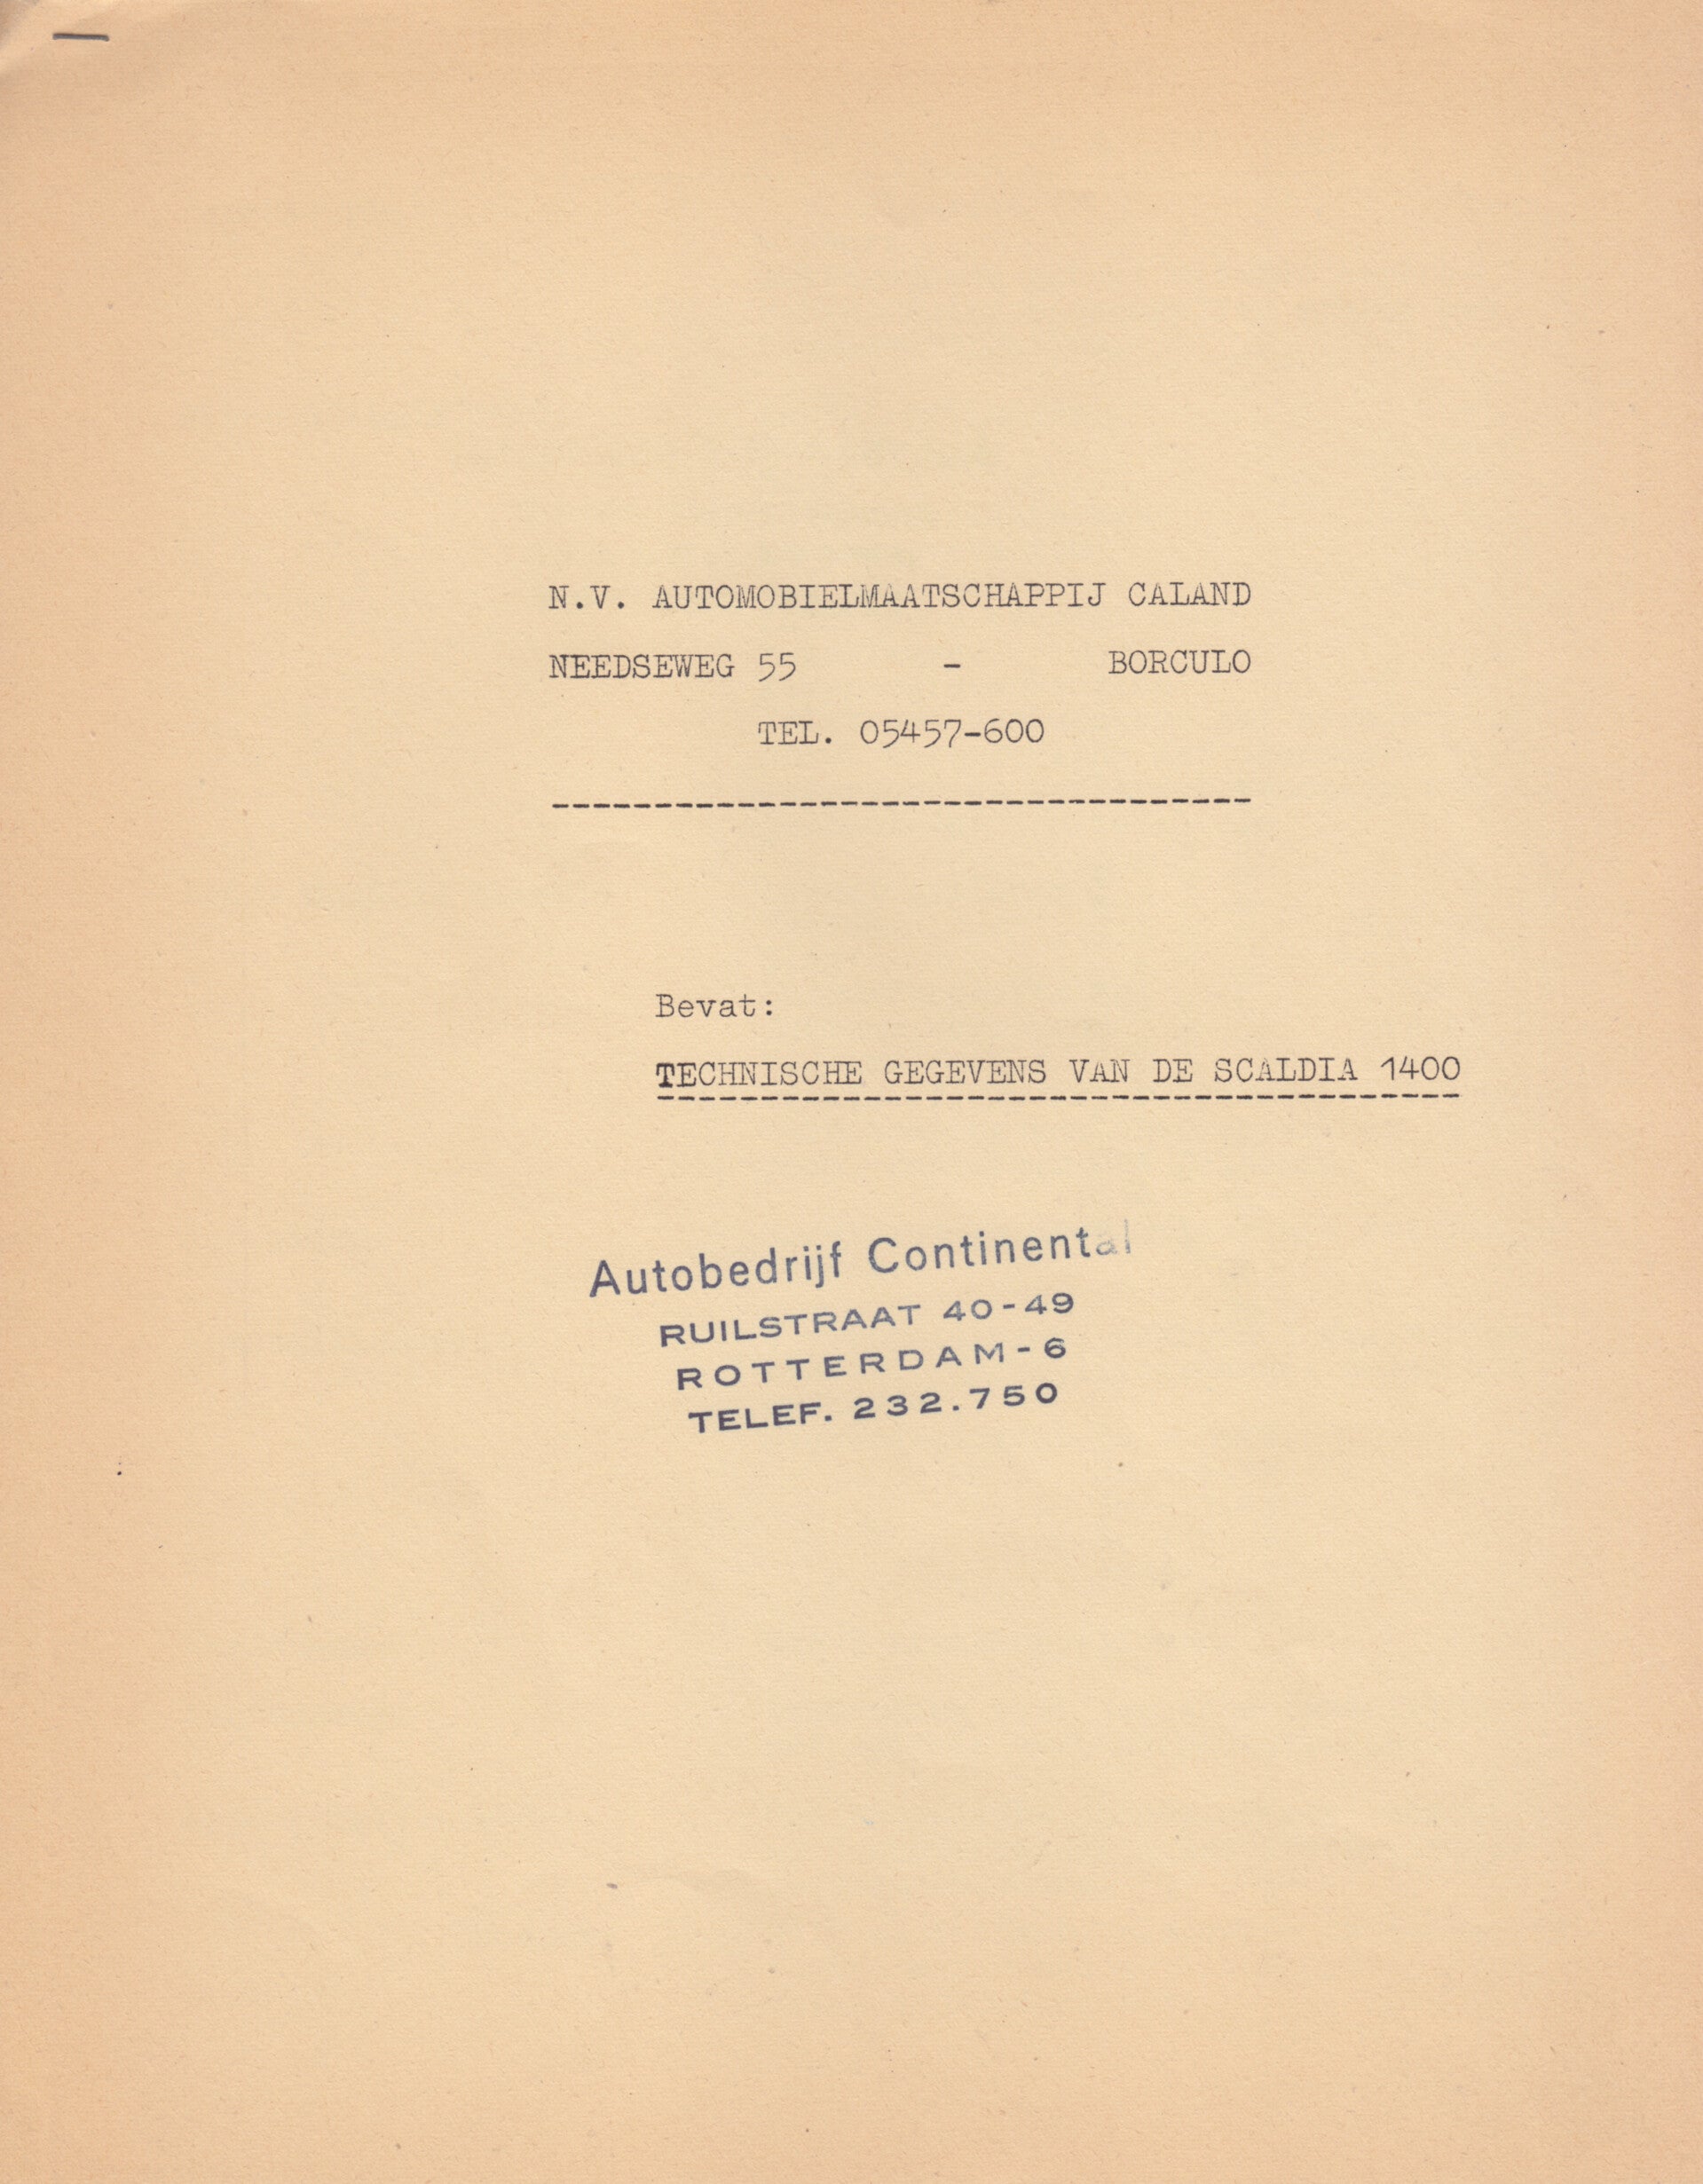 N.V. AUTOMOBIELMAATSCHAPPIJ CALAND
NEEDSEWEG 55 - BORCULO
TEL. 05457-600
----------------------------------
Bevat:
TECHNISCHE GEGEVENS VAN DE SCALDIA 1400
---------------------------------------
Autobedrijf Continental
RUILSTRAAT 40-49
ROTTERDAM-6
TELEF. 232.750